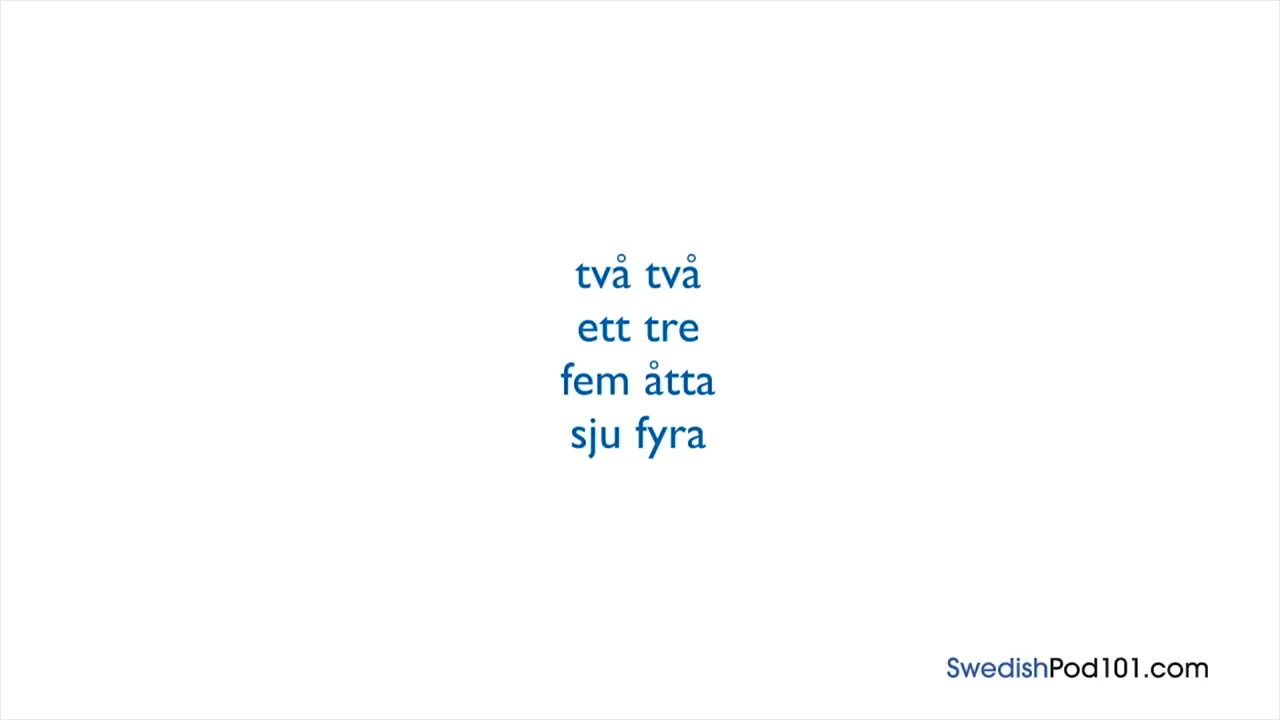 två två
ett tre
fem åtta
sju fyra
SwedishPod101.com